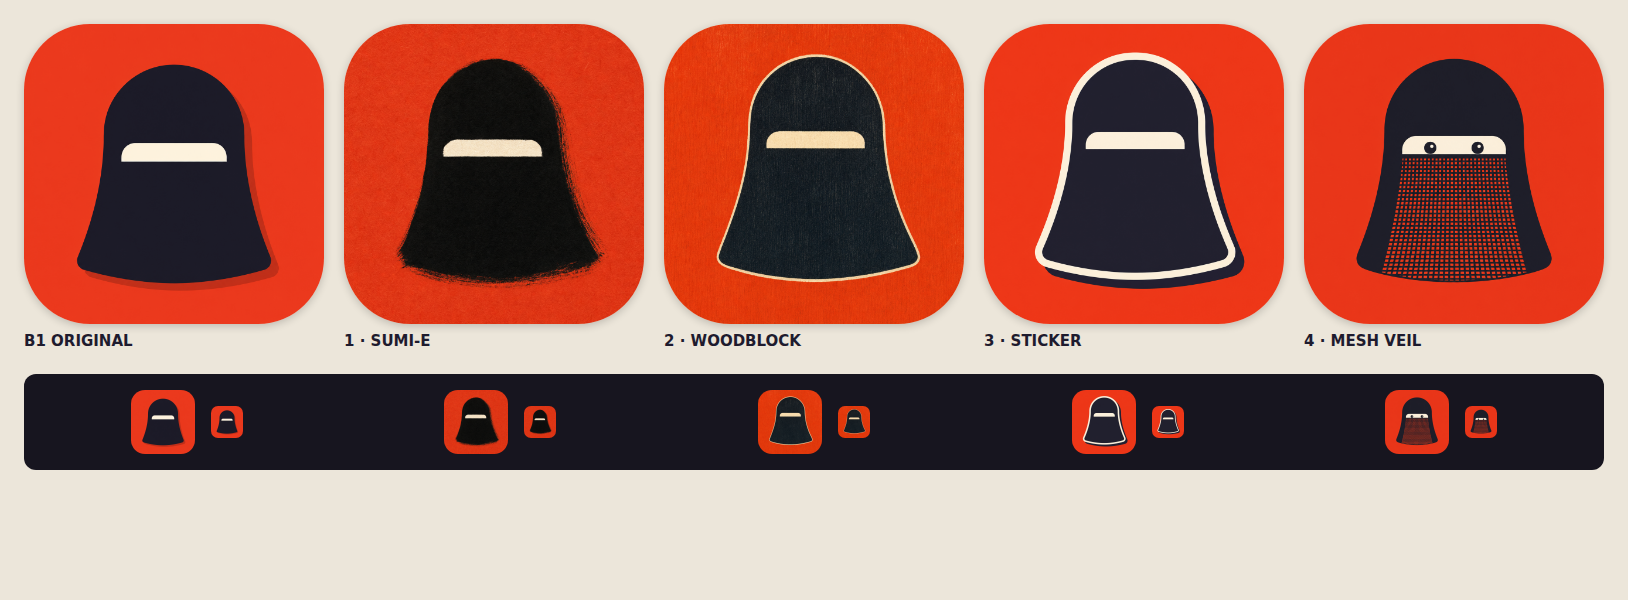 B1 ORIGINAL
1 · SUMI-E
2 · WOODBLOCK
3 · STICKER
4 · MESH VEIL